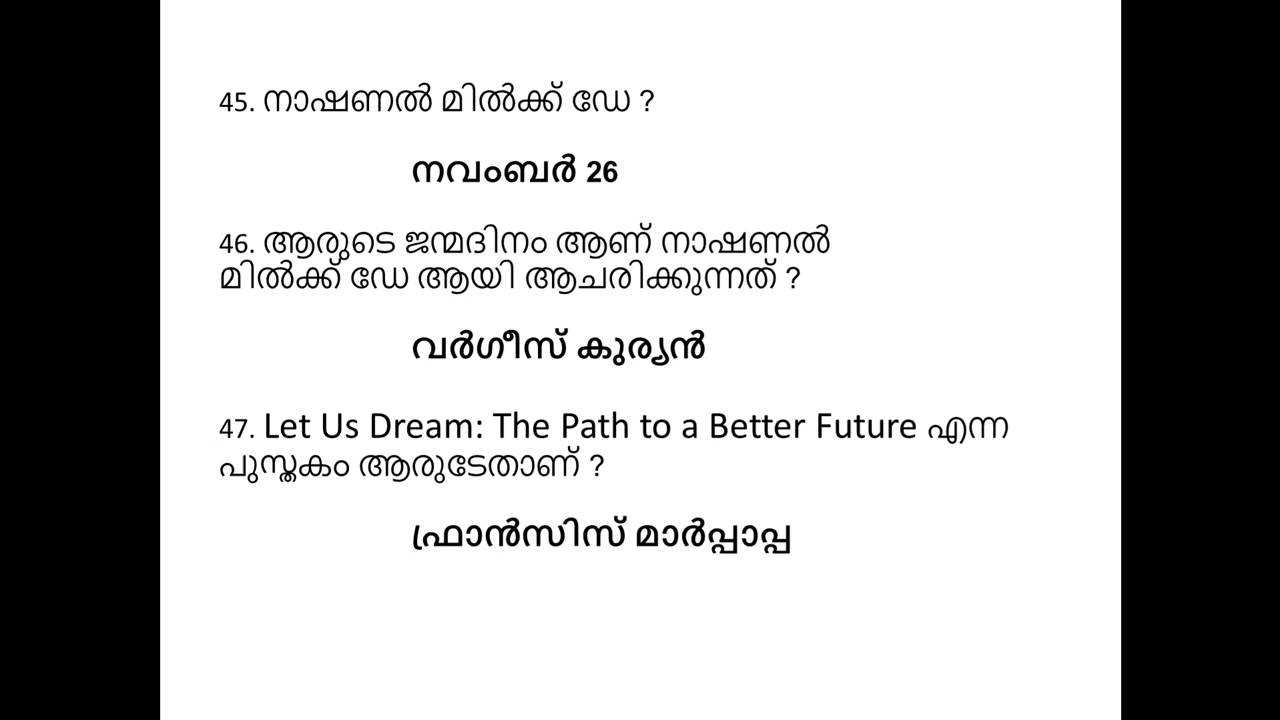 45. നാഷണൽ മിൽക്ക് ഡേ ?
നവംബർ 26
46. ആരുടെ ജന്മദിനം ആണ് നാഷണൽ
മിൽക്ക് ഡേ ആയി ആചരിക്കുന്നത് ?
വർഗീസ് കുര്യൻ
47. Let Us Dream: The Path to a Better Future എന്ന
പുസ്തകം ആരുടേതാണ് ?
ഫ്രാൻസിസ് മാർപ്പാപ്പ